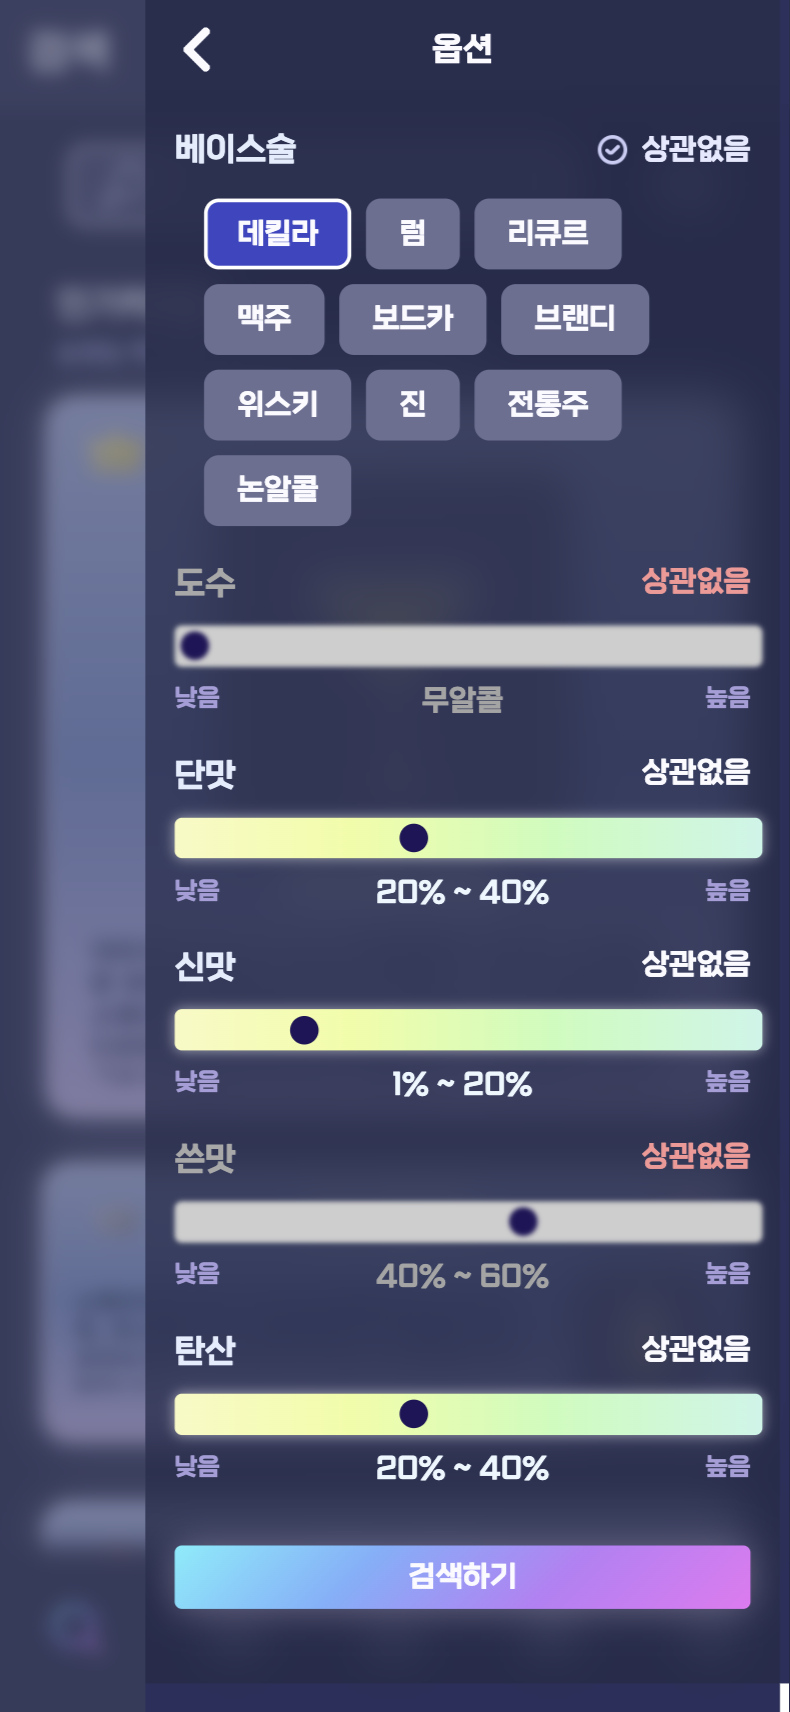 옵션
베이스술 상관없음
데킬라 럼 리큐르
맥주 보드카 브랜디
위스키 진 전통주
논알콜
도수 상관없음
낮음 무알콜 높음
단맛 상관없음
낮음 20% ~ 40% 높음
신맛 상관없음
낮음 1% ~ 20% 높음
쓴맛 상관없음
낮음 40% ~ 60% 높음
탄산 상관없음
낮음 20% ~ 40% 높음
검색하기